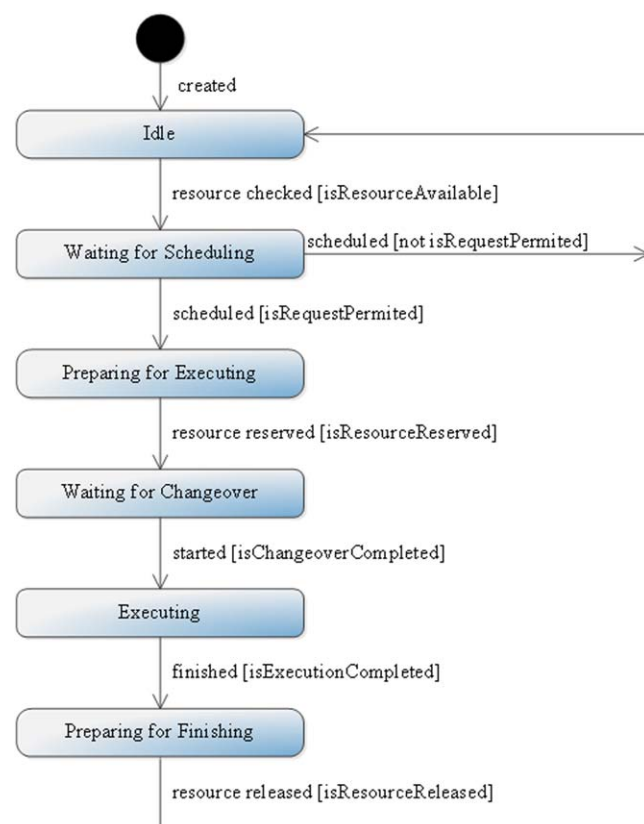 created
Idle
resource checked [isResourceAvailable]
Waiting for Scheduling
scheduled [not isRequestPermited]
scheduled [isRequestPermited]
Preparing for Executing
resource reserved [isResourceReserved]
Waiting for Changeover
started [isChangeoverCompleted]
Executing
finished [isExecutionCompleted]
Preparing for Finishing
resource released [isResourceReleased]